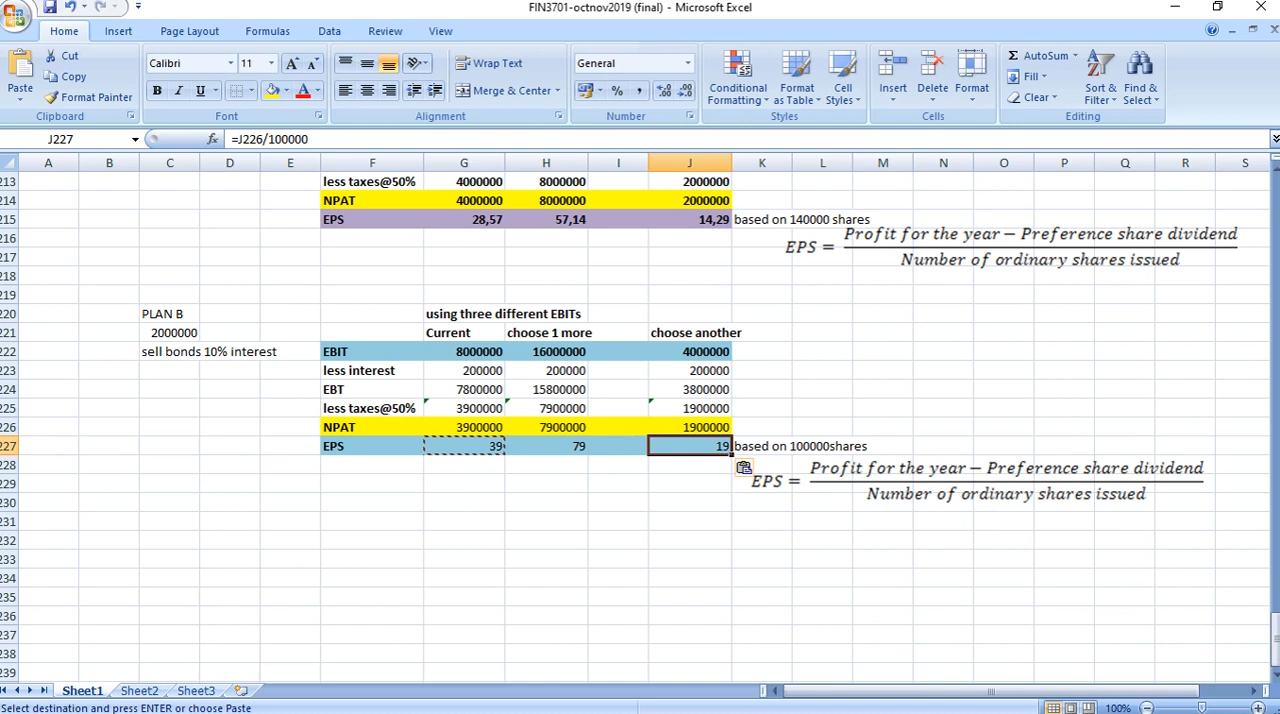 FIN3701-octnov2019 (final) - Microsoft Excel
Home Insert Page Layout Formulas Data Review View
Paste
Cut
Copy
Format Painter
Clipboard
Calibri 11
B I U
Font
Wrap Text
Merge & Center
Alignment
General
%
Number
Conditional Formatting
Format as Table
Cell Styles
Styles
Insert Delete Format
Cells
AutoSum
Fill
Clear
Sort & Filter
Find & Select
Editing
J227 fx =J226/100000
A B C D E F G H I J K L M N O P Q R S
213 less taxes@50% 4000000 8000000 2000000
214 NPAT 4000000 8000000 2000000
215 EPS 28,57 57,14 14,29 based on 140000 shares
216
217
EPS = Profit for the year − Preference share dividend
Number of ordinary shares issued
218
219
220 PLAN B using three different EBITs
221 2000000 Current choose 1 more choose another
222 sell bonds 10% interest EBIT 8000000 16000000 4000000
223 less interest 200000 200000 200000
224 EBT 7800000 15800000 3800000
225 less taxes@50% 3900000 7900000 1900000
226 NPAT 3900000 7900000 1900000
227 EPS 39 79 19 based on 100000shares
228
229
EPS = Profit for the year − Preference share dividend
Number of ordinary shares issued
230
231
232
233
234
235
236
237
238
239
Sheet1 Sheet2 Sheet3
Select destination and press ENTER or choose Paste 100%